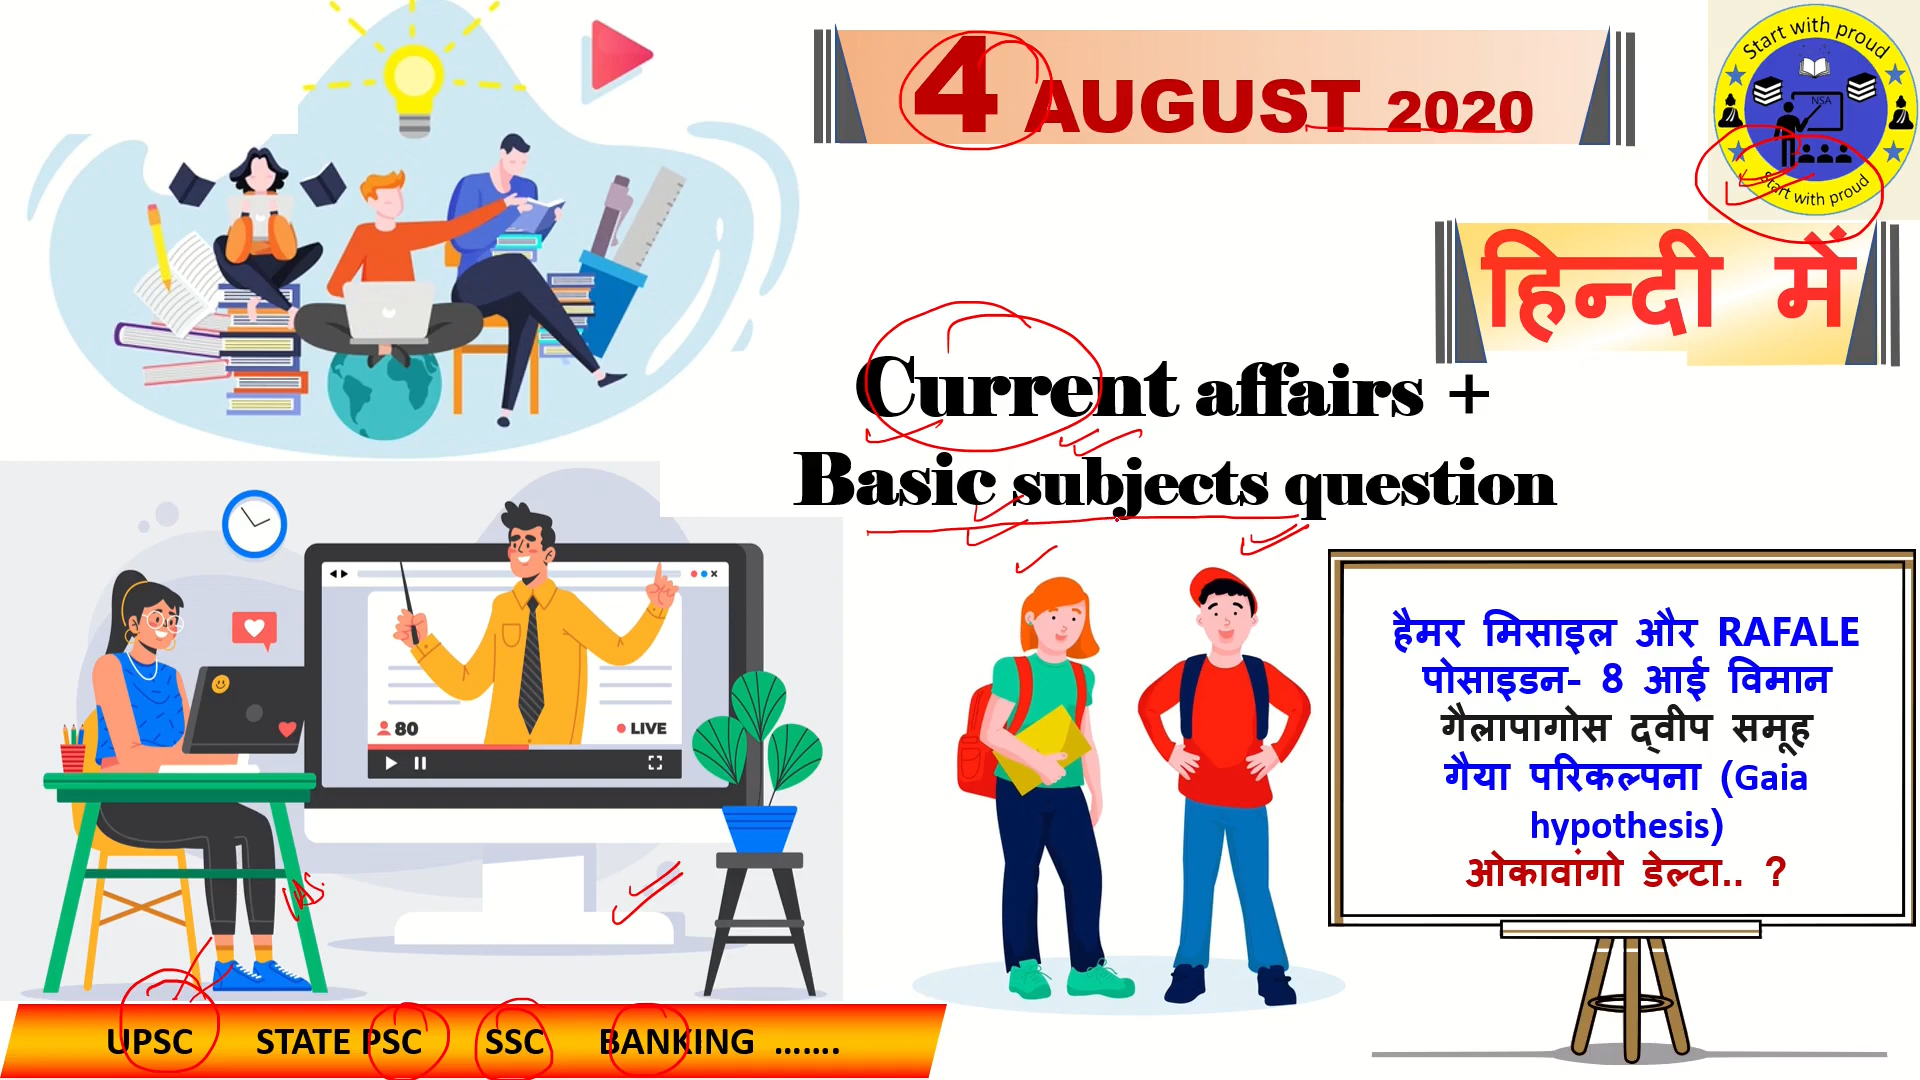 4 AUGUST 2020
Start with proud
NSA
Start with proud
हिन्दी में
Current affairs +
Basic subjects question
80
LIVE
हैमर मिसाइल और RAFALE
पोसाइडन- 8 आई विमान
गैलापागोस द्वीप समूह
गैया परिकल्पना (Gaia
hypothesis)
ओकावांगो डेल्टा.. ?
UPSC STATE PSC SSC BANKING .......